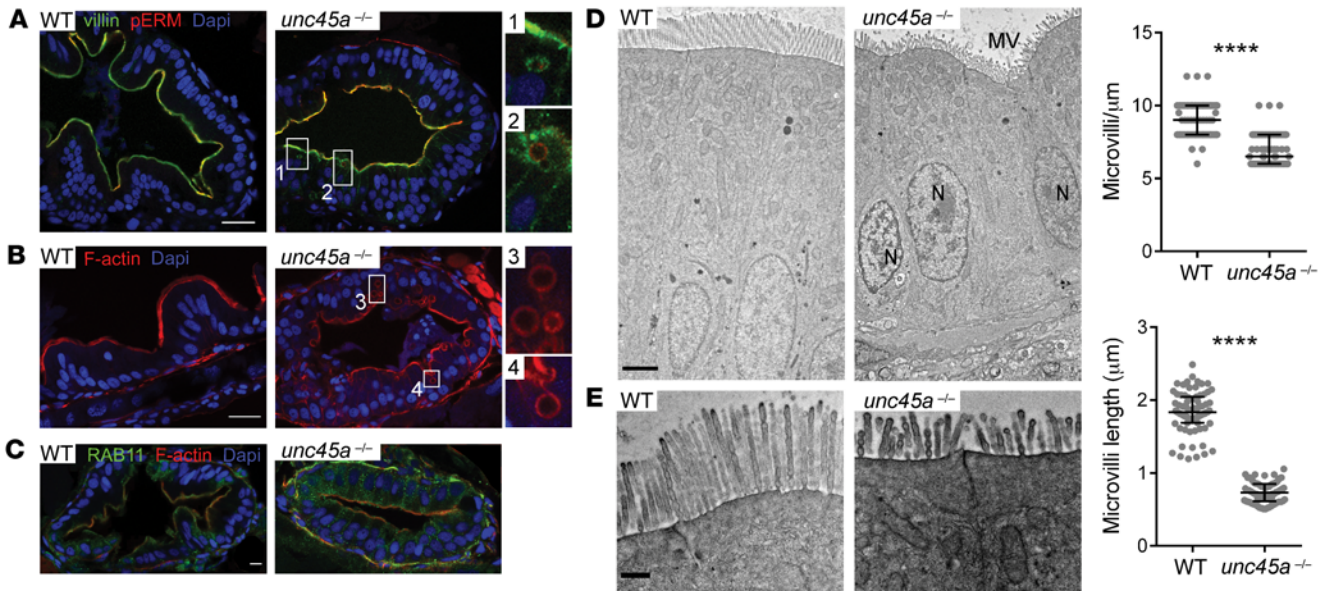 A
WT villin pERM Dapi
unc45a –/–
1
2
1
2
B
WT F-actin Dapi
unc45a –/–
3
4
3
4
C
WT RAB11 F-actin Dapi
unc45a –/–
D
WT
unc45a –/–
MV
N
N
N
E
WT
unc45a –/–
Microvilli/μm
15
10
5
0
****
WT
unc45a –/–
Microvilli length (μm)
3
2
1
0
****
WT
unc45a –/–